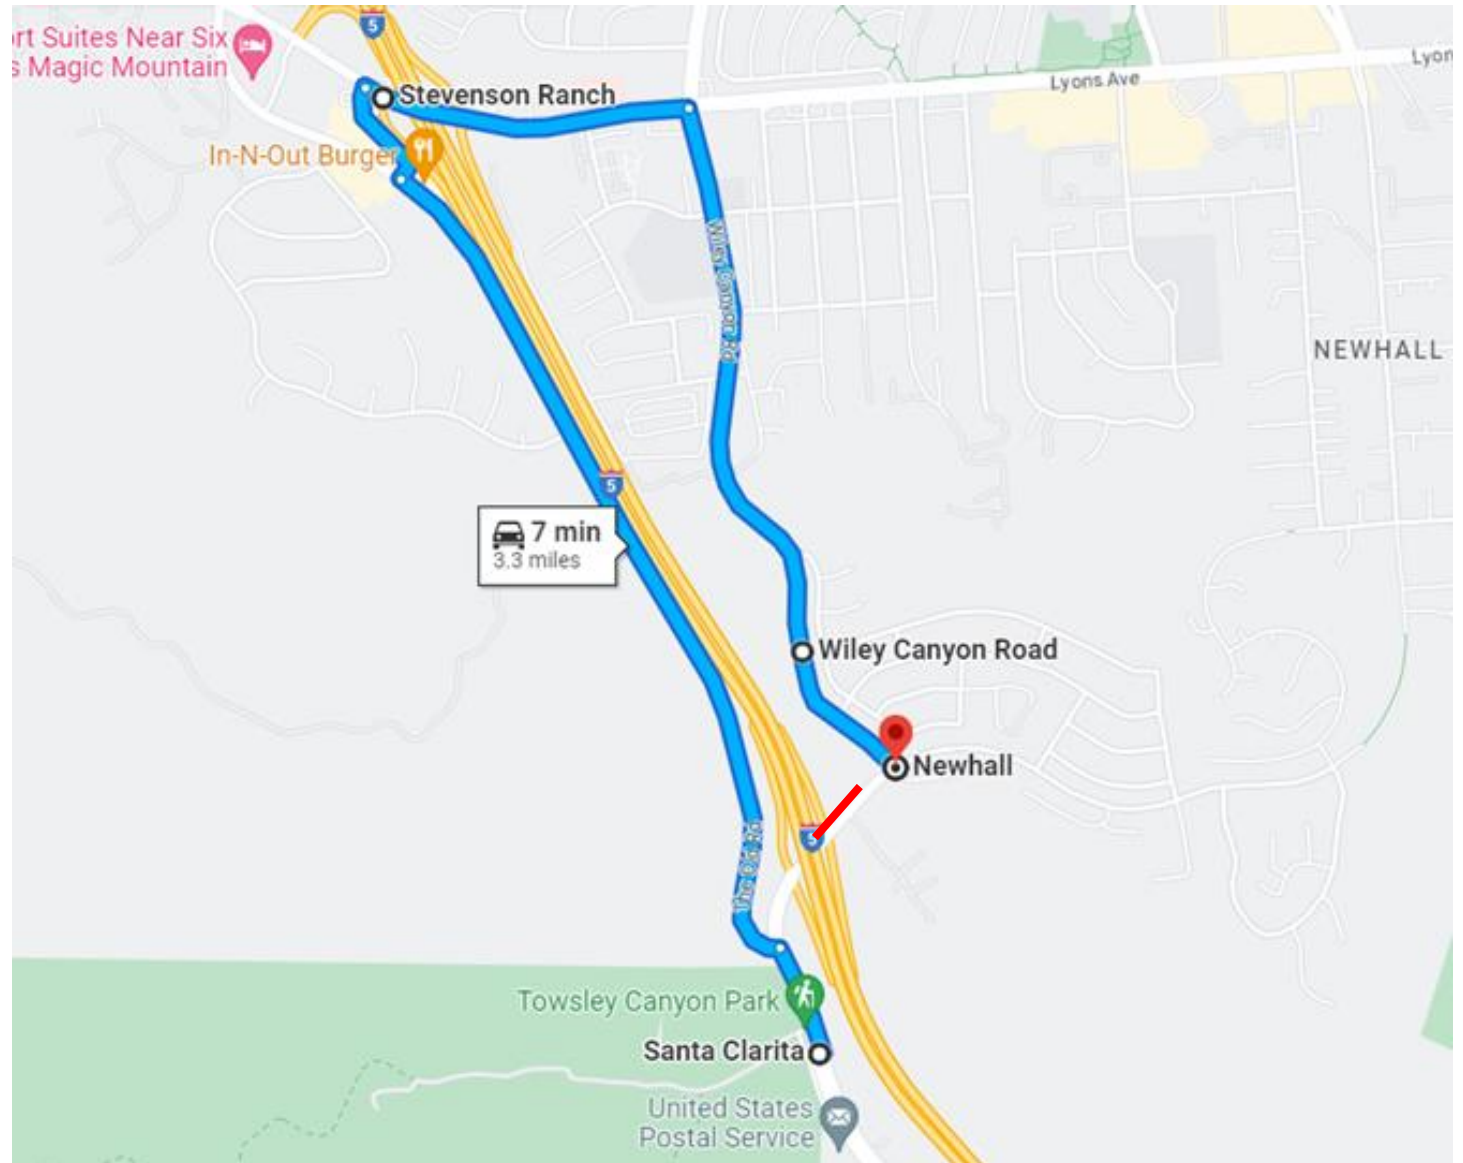 5
ort Suites Near Six
s Magic Mountain
Stevenson Ranch
Lyons Ave
Lyon
In-N-Out Burger
Wiley Canyon Rd
NEWHALL
5
7 min
3.3 miles
Wiley Canyon Road
Newhall
5
The Old Rd
Towsley Canyon Park
Santa Clarita
United States
Postal Service